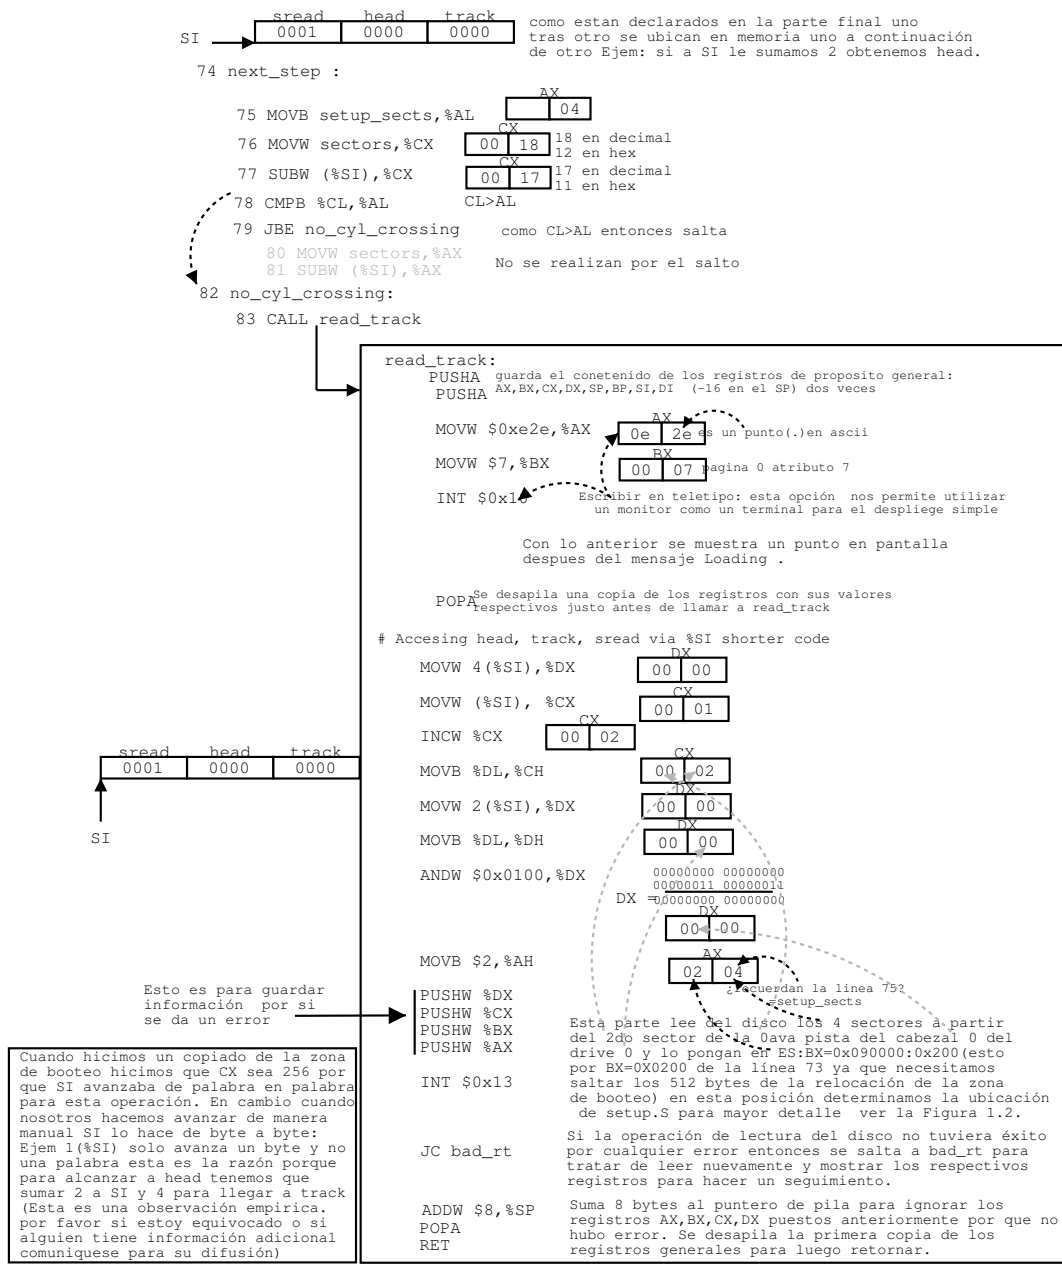 sread head track
0001 0000 0000
SI
como estan declarados en la parte final uno
tras otro se ubican en memoria uno a continuación
de otro Ejem: si a SI le sumamos 2 obtenemos head.
74 next_step :
AX
75 MOVB setup_sects,%AL 04
CX
76 MOVW sectors,%CX 00 18 18 en decimal
12 en hex
CX
77 SUBW (%SI),%CX 00 17 17 en decimal
11 en hex
78 CMPB %CL,%AL CL>AL
79 JBE no_cyl_crossing como CL>AL entonces salta
80 MOVW sectors,%AX
81 SUBW (%SI),%AX No se realizan por el salto
82 no_cyl_crossing:
83 CALL read_track
read_track:
PUSHA guarda el conetenido de los registros de proposito general:
PUSHA AX,BX,CX,DX,SP,BP,SI,DI (-16 en el SP) dos veces
AX
MOVW $0xe2e,%AX 0e 2e es un punto(.)en ascii
BX
MOVW $7,%BX 00 07 pagina 0 atributo 7
INT $0x10 Escribir en teletipo: esta opción nos permite utilizar
un monitor como un terminal para el despliege simple
Con lo anterior se muestra un punto en pantalla
despues del mensaje Loading .
POPA Se desapila una copia de los registros con sus valores
respectivos justo antes de llamar a read_track
# Accesing head, track, sread via %SI shorter code
DX
MOVW 4(%SI),%DX 00 00
CX
MOVW (%SI), %CX 00 01
CX
INCW %CX 00 02
sread head track
0001 0000 0000
SI
CX
MOVB %DL,%CH 00 02
DX
MOVW 2(%SI),%DX 00 00
DX
MOVB %DL,%DH 00 00
ANDW $0x0100,%DX 00000000 00000000
00000011 00000011
DX = 00000000 00000000
DX
00 00
AX
MOVB $2,%AH 02 04
¿recuerdan la linea 75?
=setup_sects
Esto es para guardar
información por si
se da un error
PUSHW %DX
PUSHW %CX
PUSHW %BX
PUSHW %AX
INT $0x13
Esta parte lee del disco los 4 sectores a partir
del 2do sector de la 0ava pista del cabezal 0 del
drive 0 y lo pongan en ES:BX=0x090000:0x200(esto
por BX=0X0200 de la línea 73 ya que necesitamos
saltar los 512 bytes de la relocación de la zona
de booteo) en esta posición determinamos la ubicación
de setup.S para mayor detalle ver la Figura 1.2.
JC bad_rt
Si la operación de lectura del disco no tuviera éxito
por cualquier error entonces se salta a bad_rt para
tratar de leer nuevamente y mostrar los respectivos
registros para hacer un seguimiento.
ADDW $8,%SP
POPA
RET
Suma 8 bytes al puntero de pila para ignorar los
registros AX,BX,CX,DX puestos anteriormente por que no
hubo error. Se desapila la primera copia de los
registros generales para luego retornar.
Cuando hicimos un copiado de la zona
de booteo hicimos que CX sea 256 por
que SI avanzaba de palabra en palabra
para esta operación. En cambio cuando
nosotros hacemos avanzar de manera
manual SI lo hace de byte a byte:
Ejem 1(%SI) solo avanza un byte y no
una palabra esta es la razón porque
para alcanzar a head tenemos que
sumar 2 a SI y 4 para llegar a track
(Esta es una observación empirica.
por favor si estoy equivocado o si
alguien tiene información adicional
comuniquese para su difusión)